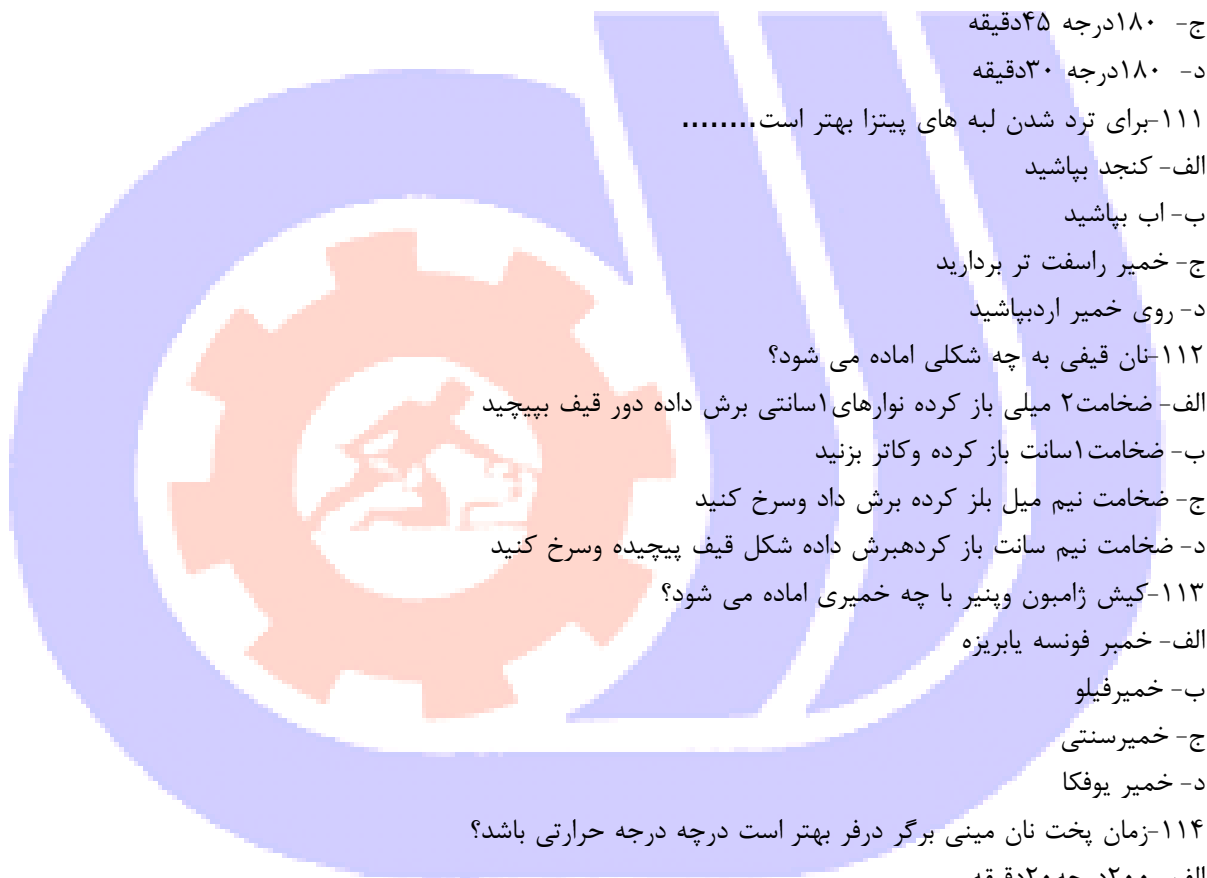 ج- ۱۸۰درجه ۴۵دقیقه
د- ۱۸۰درجه ۳۰دقیقه
۱۱۱-برای ترد شدن لبه های پیتزا بهتر است........
الف- کنجد بپاشید
ب- اب بپاشید
ج- خمیر راسفت تر بردارید
د- روی خمیر اردبپاشید
۱۱۲-نان قیفی به چه شکلی اماده می شود؟
الف- ضخامت۲ میلی باز کرده نوارهای۱سانتی برش داده دور قیف بپیچید
ب- ضخامت۱سانت باز کرده وکاتر بزنید
ج- ضخامت نیم میل بلز کرده برش داد وسرخ کنید
د- ضخامت نیم سانت باز کردهبرش داده شکل قیف پیچیده وسرخ کنید
۱۱۳-کیش ژامبون وپنیر با چه خمیری اماده می شود؟
الف- خمبر فونسه یابریزه
ب- خمیرفیلو
ج- خمیرسنتی
د- خمیر یوفکا
۱۱۴-زمان پخت نان مینی برگر درفر بهتر است درچه درجه حرارتی باشد؟
الف- ۲۰۰درجه۲۰دقیقه